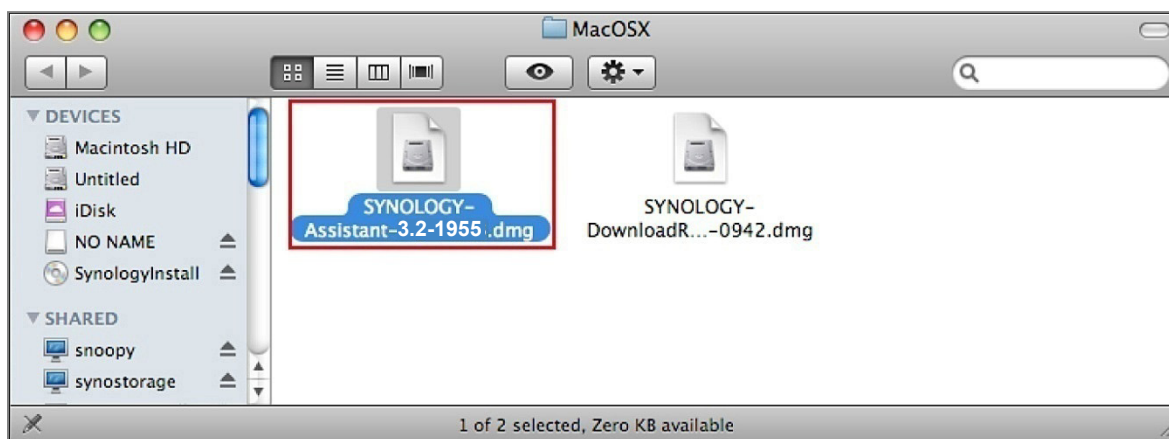 MacOSX
DEVICES
Macintosh HD
Untitled
iDisk
NO NAME
SynologyInstall
SHARED
snoopy
synostorage
SYNOLOGY-
Assistant-3.2-1955.dmg
SYNOLOGY-
DownloadR...-0942.dmg
1 of 2 selected, Zero KB available